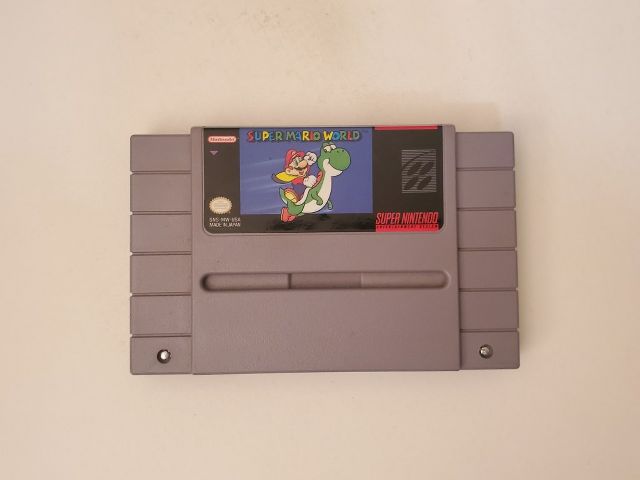 Nintendo
SUPER MARIO WORLD
SNS-MW-USA
MADE IN JAPAN
SUPER NINTENDO